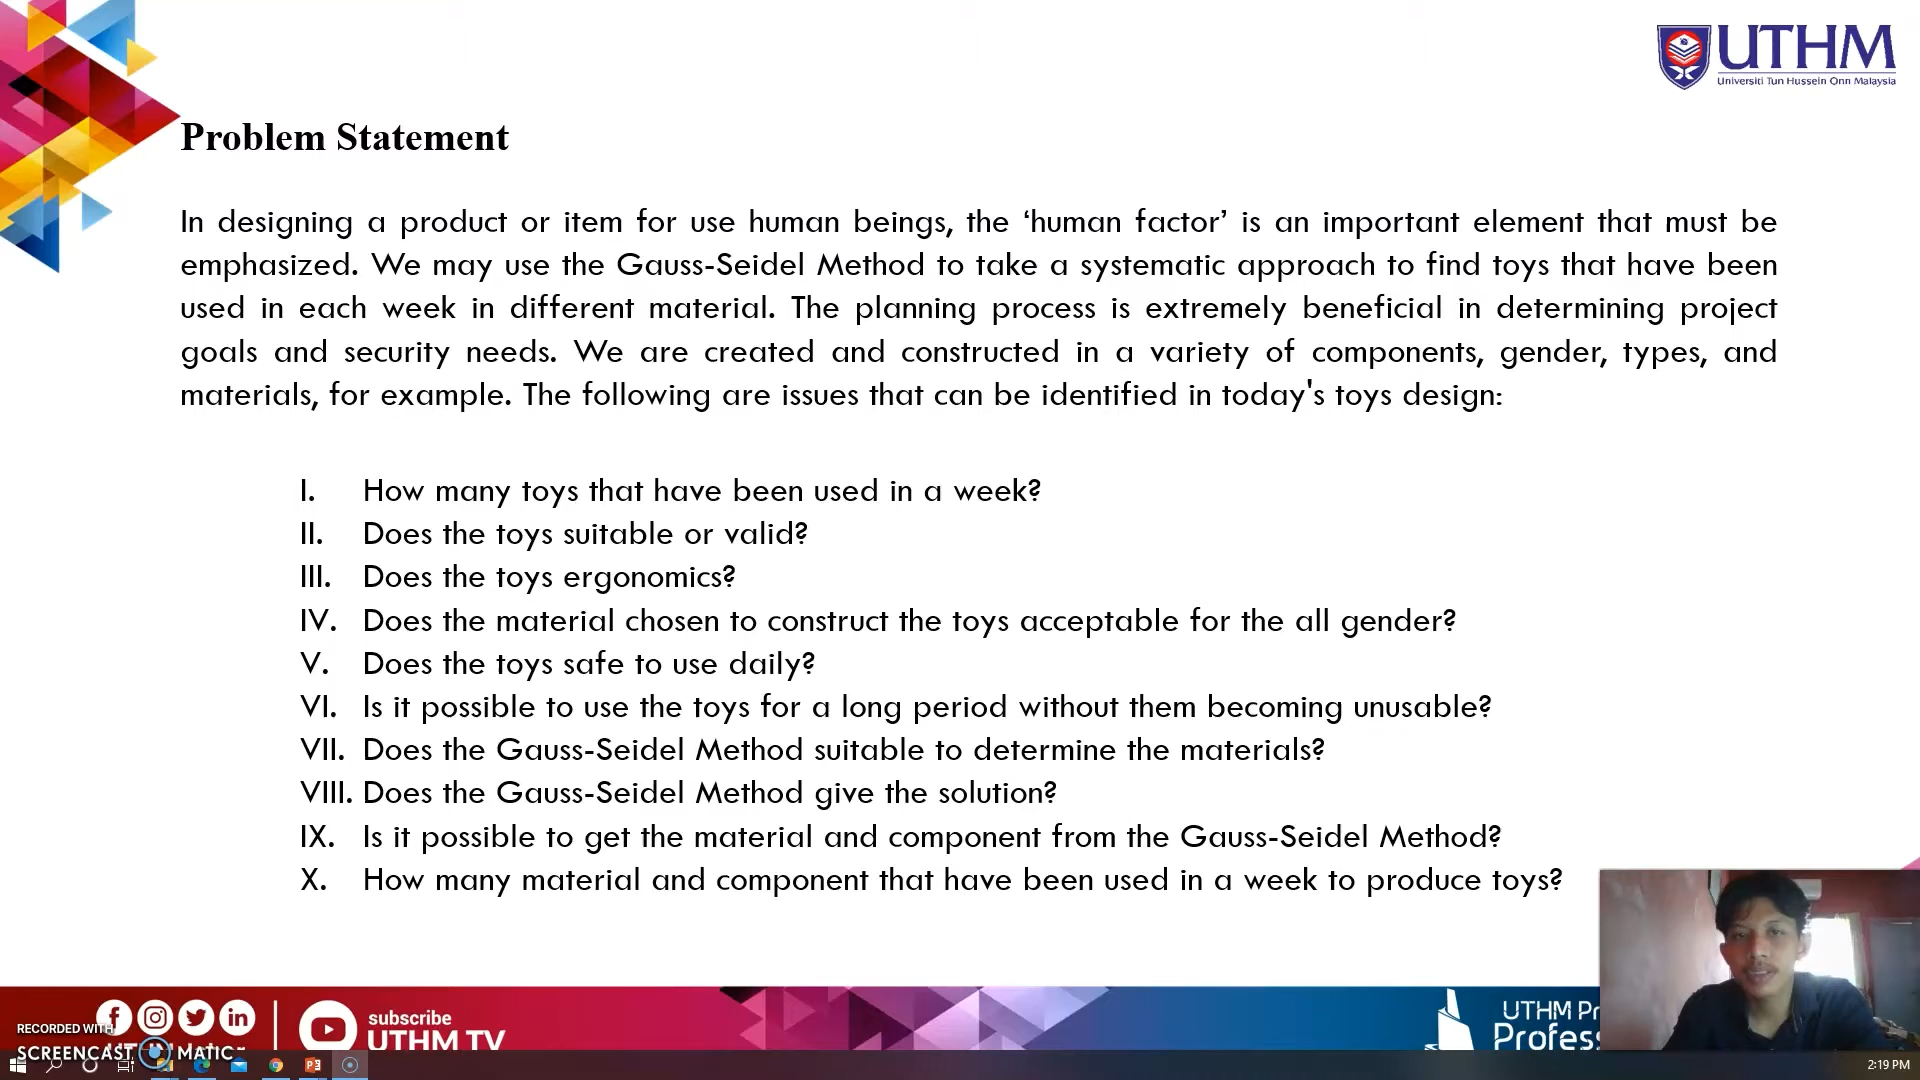 UTHM
Universiti Tun Hussein Onn Malaysia
Problem Statement
In designing a product or item for use human beings, the ‘human factor’ is an important element that must be
emphasized. We may use the Gauss-Seidel Method to take a systematic approach to find toys that have been
used in each week in different material. The planning process is extremely beneficial in determining project
goals and security needs. We are created and constructed in a variety of components, gender, types, and
materials, for example. The following are issues that can be identified in today's toys design:
I. How many toys that have been used in a week?
II. Does the toys suitable or valid?
III. Does the toys ergonomics?
IV. Does the material chosen to construct the toys acceptable for the all gender?
V. Does the toys safe to use daily?
VI. Is it possible to use the toys for a long period without them becoming unusable?
VII. Does the Gauss-Seidel Method suitable to determine the materials?
VIII. Does the Gauss-Seidel Method give the solution?
IX. Is it possible to get the material and component from the Gauss-Seidel Method?
X. How many material and component that have been used in a week to produce toys?
RECORDED WITH
SCREENCAST MATIC
subscribe
UTHM TV
UTHM Pr
Profess
2:19 PM